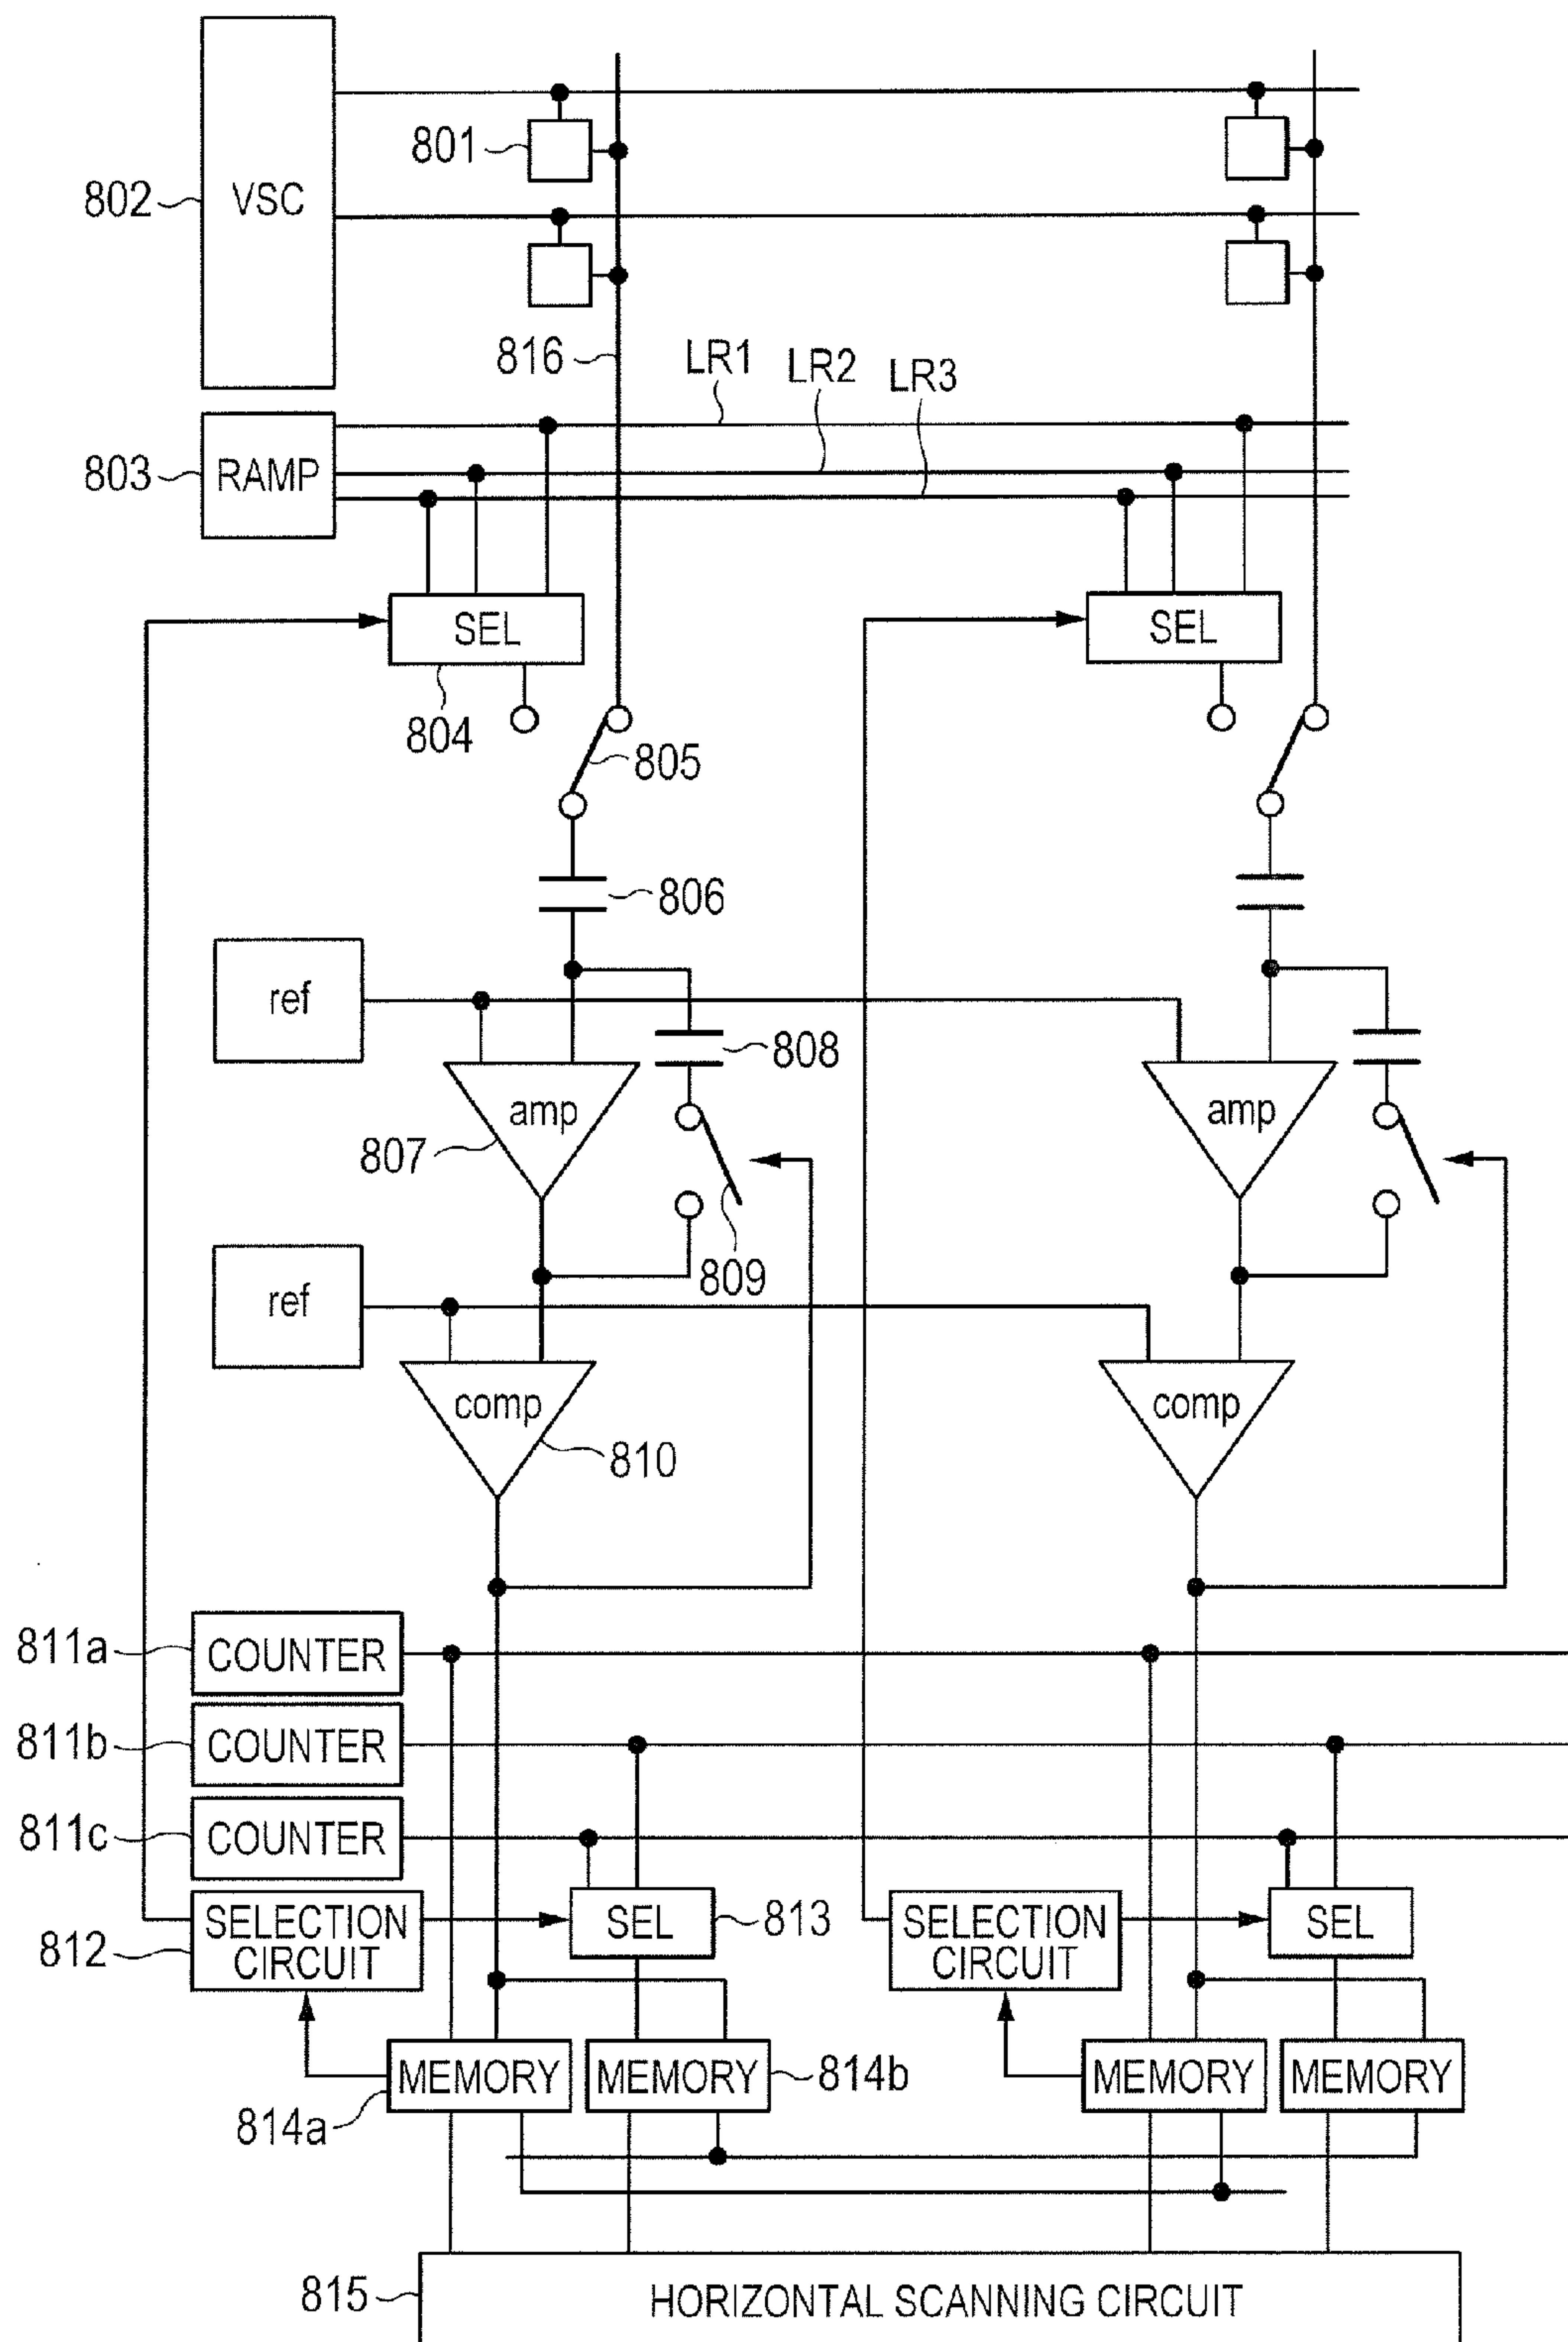 801
802
VSC
816
LR1
LR2
LR3
803
RAMP
SEL
SEL
804
805
806
ref
808
amp
amp
807
809
ref
comp
comp
810
811a
COUNTER
811b
COUNTER
811c
COUNTER
812
SELECTION
CIRCUIT
SEL
813
SELECTION
CIRCUIT
SEL
MEMORY
MEMORY
814b
MEMORY
MEMORY
814a
815
HORIZONTAL SCANNING CIRCUIT